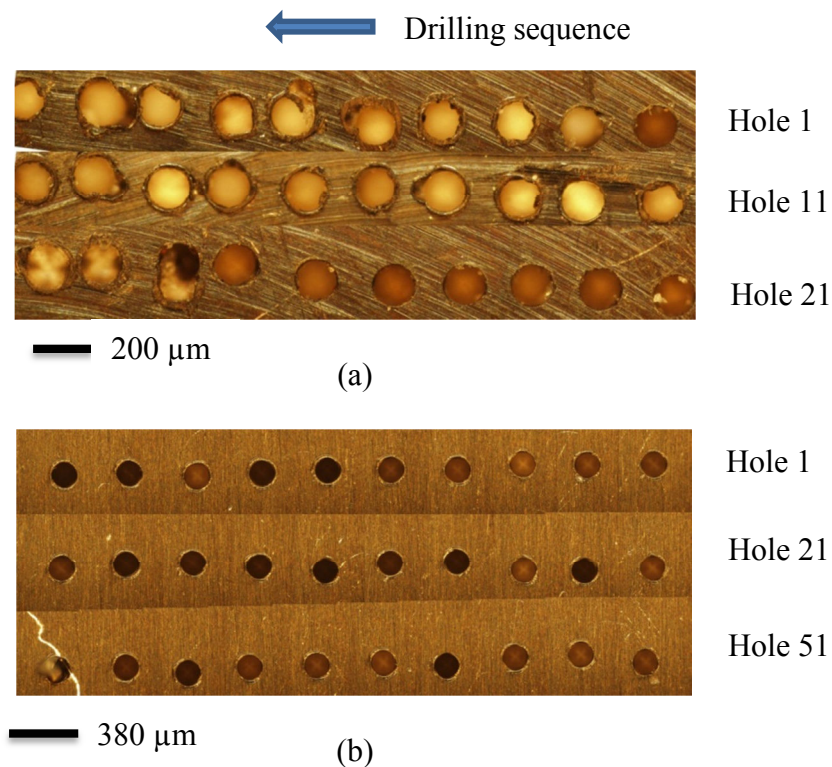 Drilling sequence
Hole 1
Hole 11
Hole 21
200 µm
(a)
Hole 1
Hole 21
Hole 51
380 µm
(b)